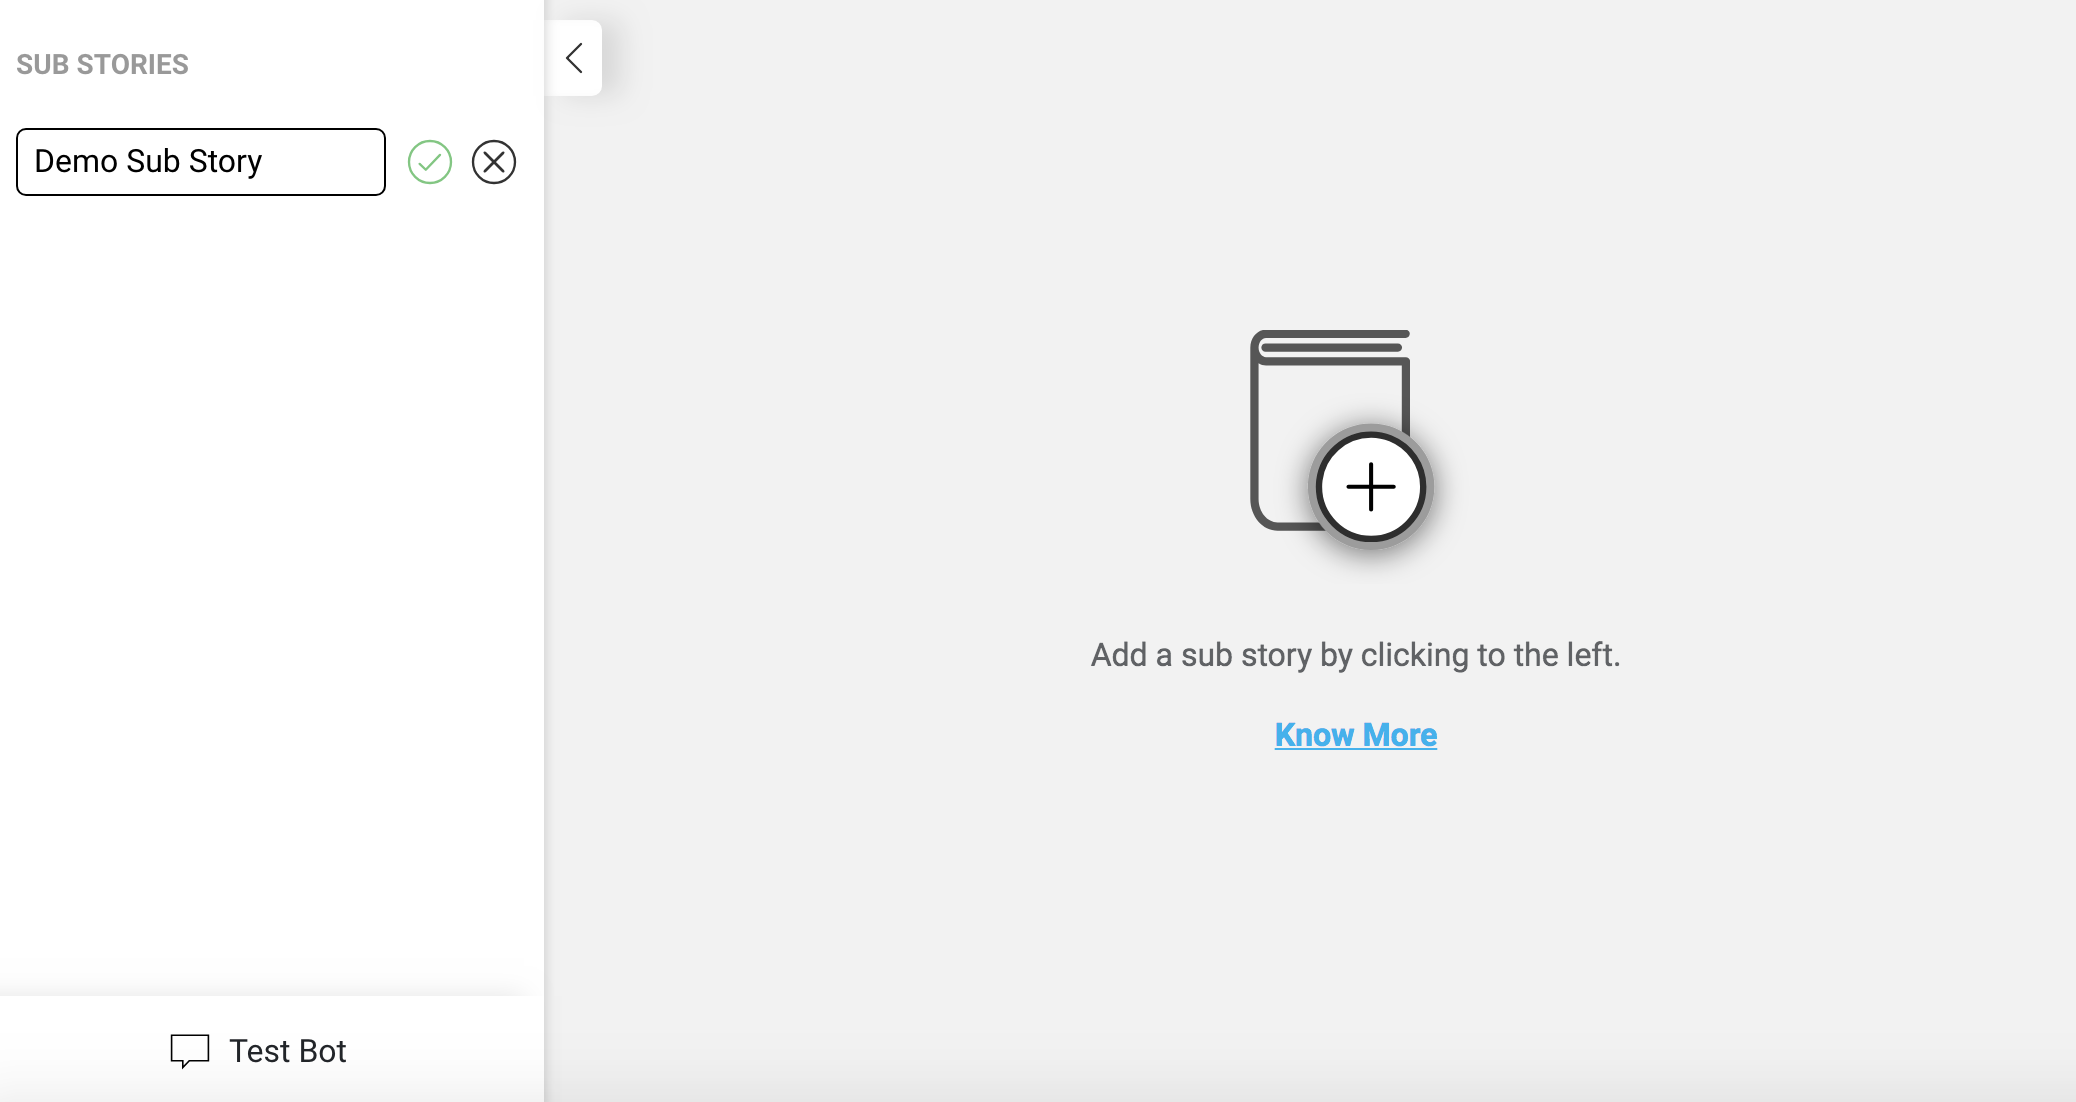 SUB STORIES
Demo Sub Story
Add a sub story by clicking to the left.
Know More
Test Bot